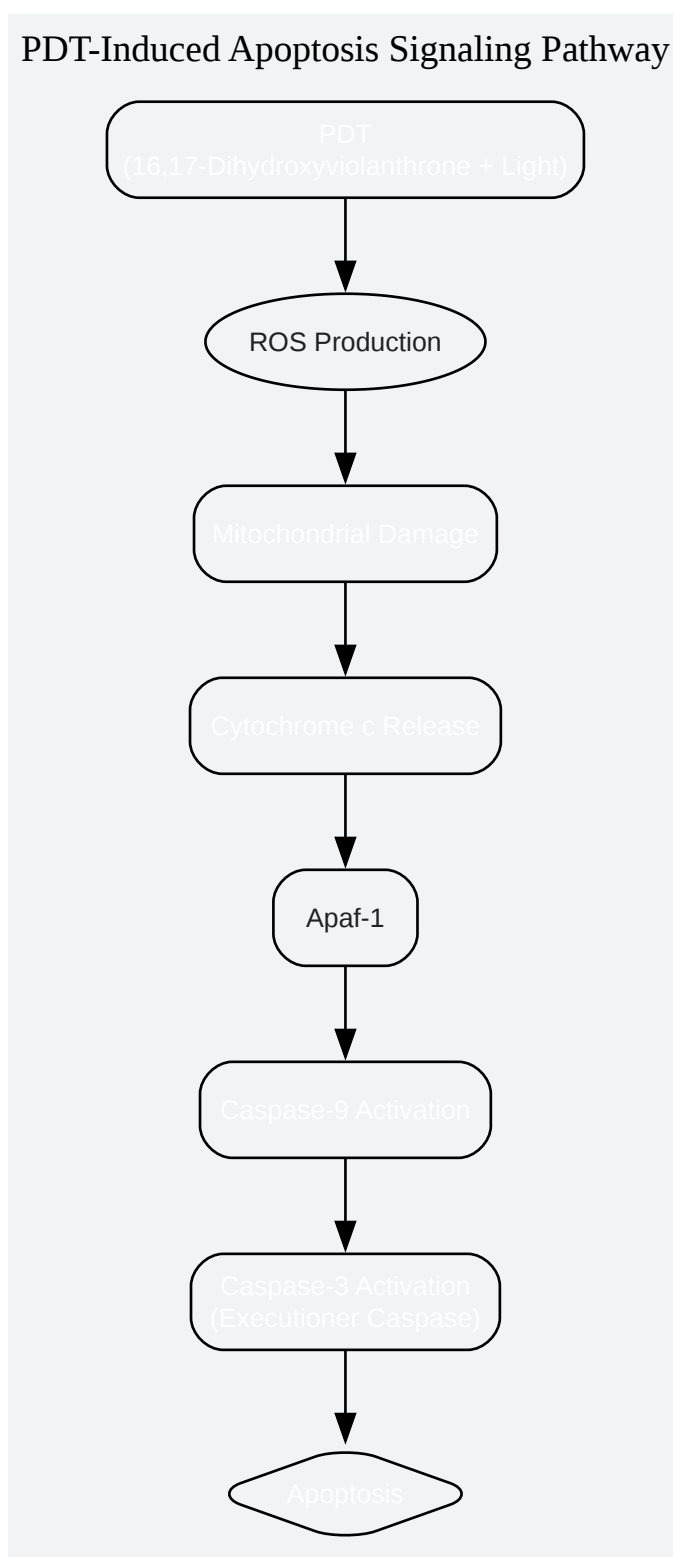 PDT-Induced Apoptosis Signaling Pathway
PDT
(16,17-Dihydroxyviolanthrone + Light)
ROS Production
Mitochondrial Damage
Cytochrome c Release
Apaf-1
Caspase-9 Activation
Caspase-3 Activation
(Executioner Caspase)
Apoptosis